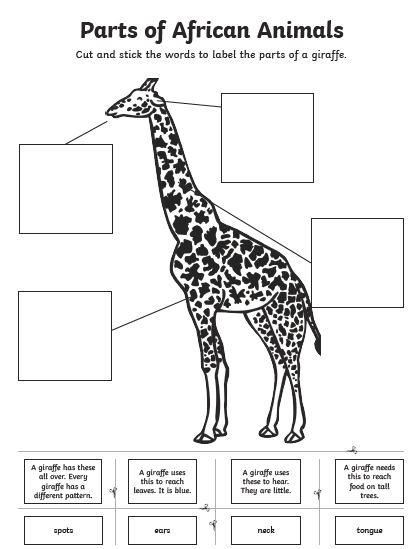 Parts of African Animals
Cut and stick the words to label the parts of a giraffe.
A giraffe has these
all over. Every
giraffe has a
different pattern.
A giraffe uses
this to reach
leaves. It is blue.
A giraffe uses
these to hear.
They are little.
A giraffe needs
this to reach
food on tall
trees.
spots
ears
neck
tongue